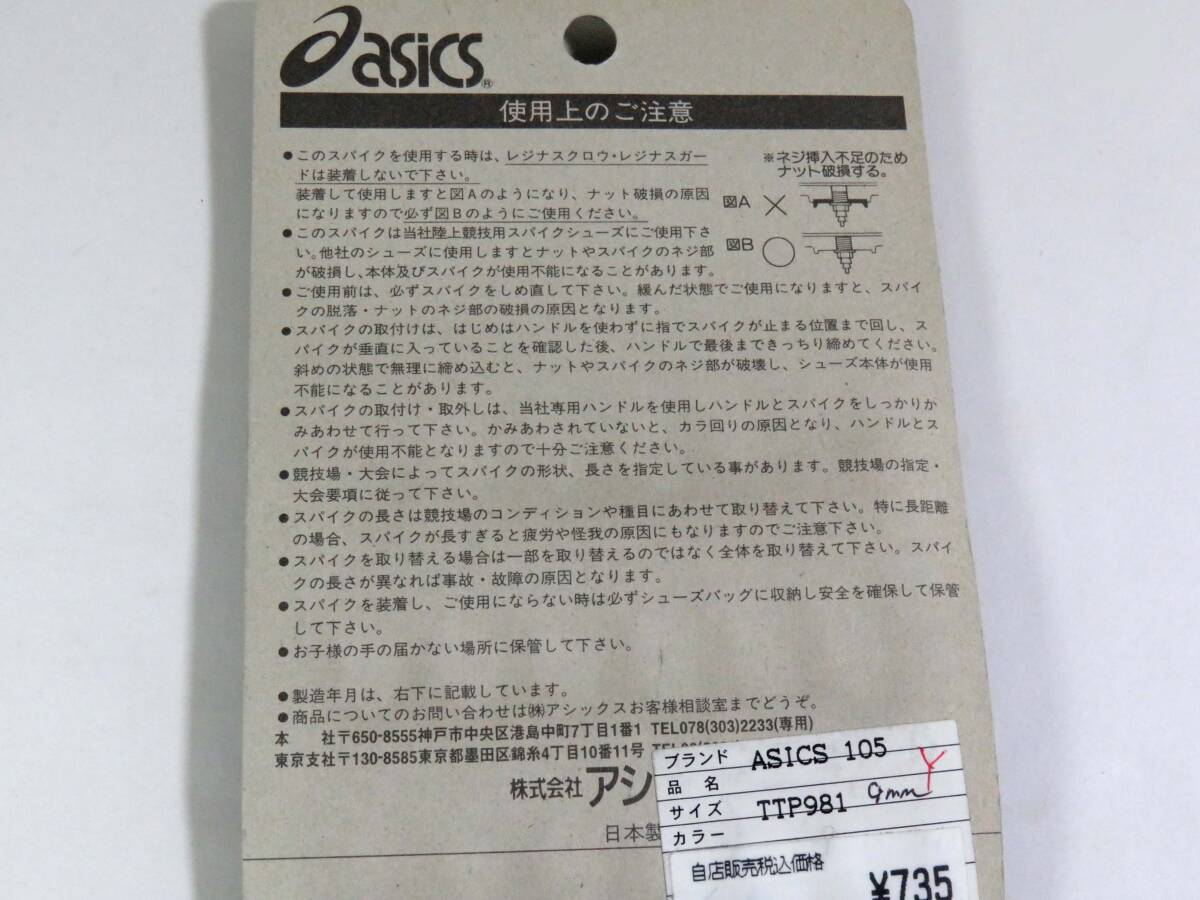 asics®
使用上のご注意
●このスパイクを使用する時は、レジナスクロウ・レジナスガー
ドは装着しないで下さい。
装着して使用しますと図Aのようになり、ナット破損の原因
になりますので必ず図Bのようにご使用ください。
※ネジ挿入不足のため
ナット破損する。
図A ×
図B ○
●このスパイクは当社陸上競技用スパイクシューズにご使用下さ
い。他社のシューズに使用しますとナットやスパイクのネジ部
が破損し、本体及びスパイクが使用不能になることがあります。
●ご使用前は、必ずスパイクをしめ直して下さい。緩んだ状態でご使用になりますと、スパイ
クの脱落・ナットのネジ部の破損の原因となります。
●スパイクの取付けは、はじめはハンドルを使わずに指でスパイクが止まる位置まで回し、ス
パイクが垂直に入っていることを確認した後、ハンドルで最後まできっちり締めてください。
斜めの状態で無理に締め込むと、ナットやスパイクのネジ部が破壊し、シューズ本体が使用
不能になることがあります。
●スパイクの取付け・取外しは、当社専用ハンドルを使用しハンドルとスパイクをしっかりか
みあわせて行って下さい。かみあわされていないと、カラ回りの原因となり、ハンドルとス
パイクが使用不能となりますので十分ご注意ください。
●競技場・大会によってスパイクの形状、長さを指定している事があります。競技場の指定・
大会要項に従って下さい。
●スパイクの長さは競技場のコンディションや種目にあわせて取り替えて下さい。特に長距離
の場合、スパイクが長すぎると疲労や怪我の原因にもなりますのでご注意下さい。
●スパイクを取り替える場合は一部を取り替えるのではなく全体を取り替えて下さい。スパイ
クの長さが異なれば事故・故障の原因となります。
●スパイクを装着し、ご使用にならない時は必ずシューズバッグに収納し安全を確保して保管
して下さい。
●お子様の手の届かない場所に保管して下さい。
●製造年月は、右下に記載しています。
●商品についてのお問い合わせは㈱アシックスお客様相談室までどうぞ。
本 社〒650-8555神戸市中央区港島中町7丁目1番1 TEL078(303)2233(専用)
東京支社〒130-8585東京都墨田区錦糸4丁目10番11号
株式会社アシ
日本製
ブランド ASICS 105
品名
サイズ TTP981 9mm Y
カラー
自店販売税込価格
¥735